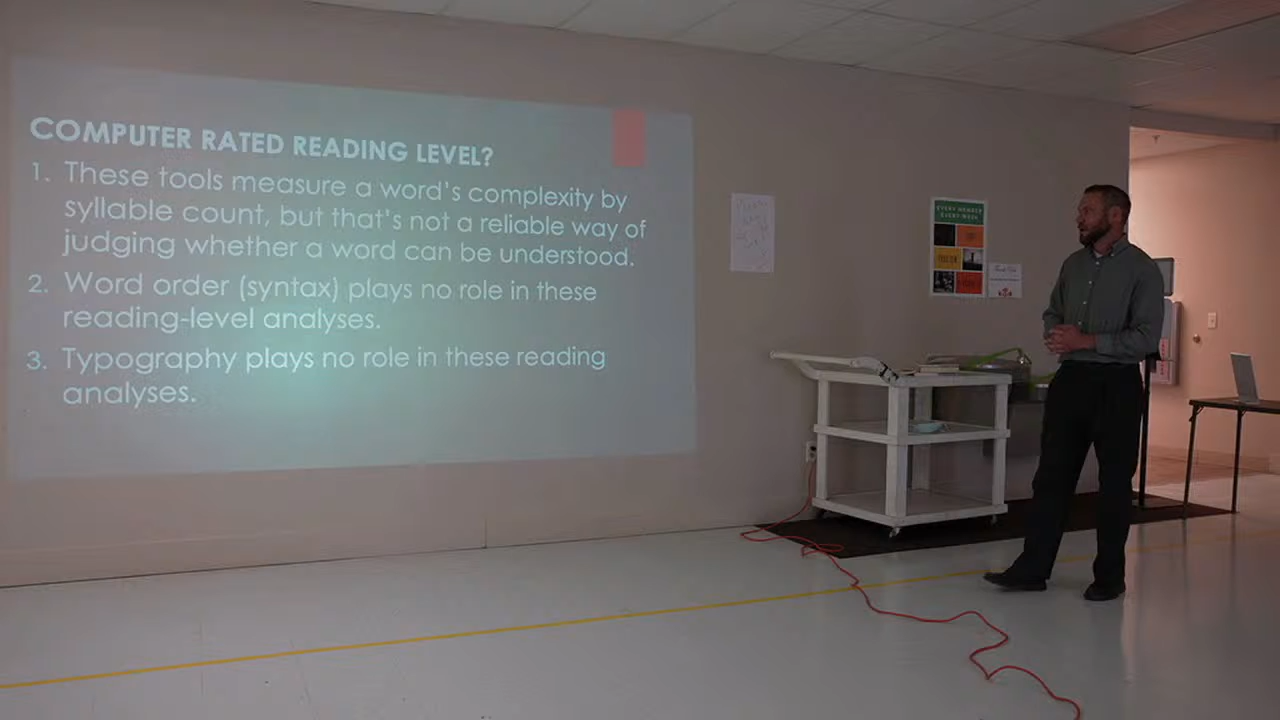 COMPUTER RATED READING LEVEL?
1. These tools measure a word's complexity by
syllable count, but that's not a reliable way of
judging whether a word can be understood.
2. Word order (syntax) plays no role in these
reading-level analyses.
3. Typography plays no role in these reading
analyses.
EVERY MEMBER
EVERY WEEK